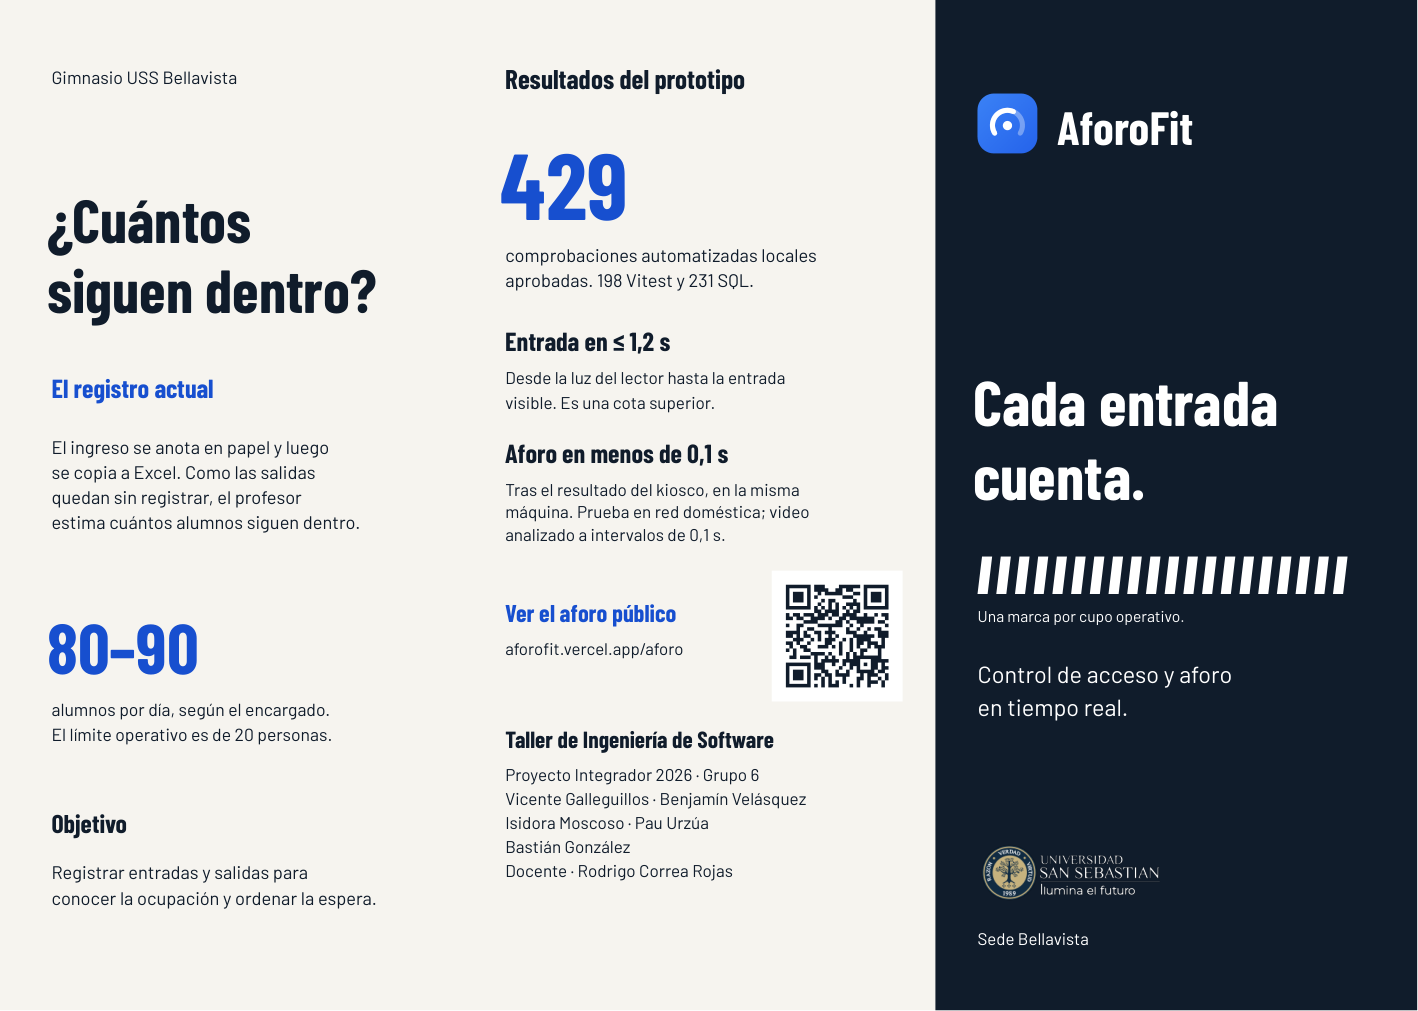 Gimnasio USS Bellavista
¿Cuántos
siguen dentro?
El registro actual
El ingreso se anota en papel y luego
se copia a Excel. Como las salidas
quedan sin registrar, el profesor
estima cuántos alumnos siguen dentro.
80–90
alumnos por día, según el encargado.
El límite operativo es de 20 personas.
Objetivo
Registrar entradas y salidas para
conocer la ocupación y ordenar la espera.
Resultados del prototipo
429
comprobaciones automatizadas locales
aprobadas. 198 Vitest y 231 SQL.
Entrada en ≤ 1,2 s
Desde la luz del lector hasta la entrada
visible. Es una cota superior.
Aforo en menos de 0,1 s
Tras el resultado del kiosco, en la misma
máquina. Prueba en red doméstica; video
analizado a intervalos de 0,1 s.
Ver el aforo público
aforofit.vercel.app/aforo
Taller de Ingeniería de Software
Proyecto Integrador 2026 · Grupo 6
Vicente Galleguillos · Benjamín Velásquez
Isidora Moscoso · Pau Urzúa
Bastián González
Docente · Rodrigo Correa Rojas
AforoFit
Cada entrada
cuenta.
Una marca por cupo operativo.
Control de acceso y aforo
en tiempo real.
RAZON VERDAD VIRTUD
1989
UNIVERSIDAD
SAN SEBASTIAN
Ilumina el futuro
Sede Bellavista